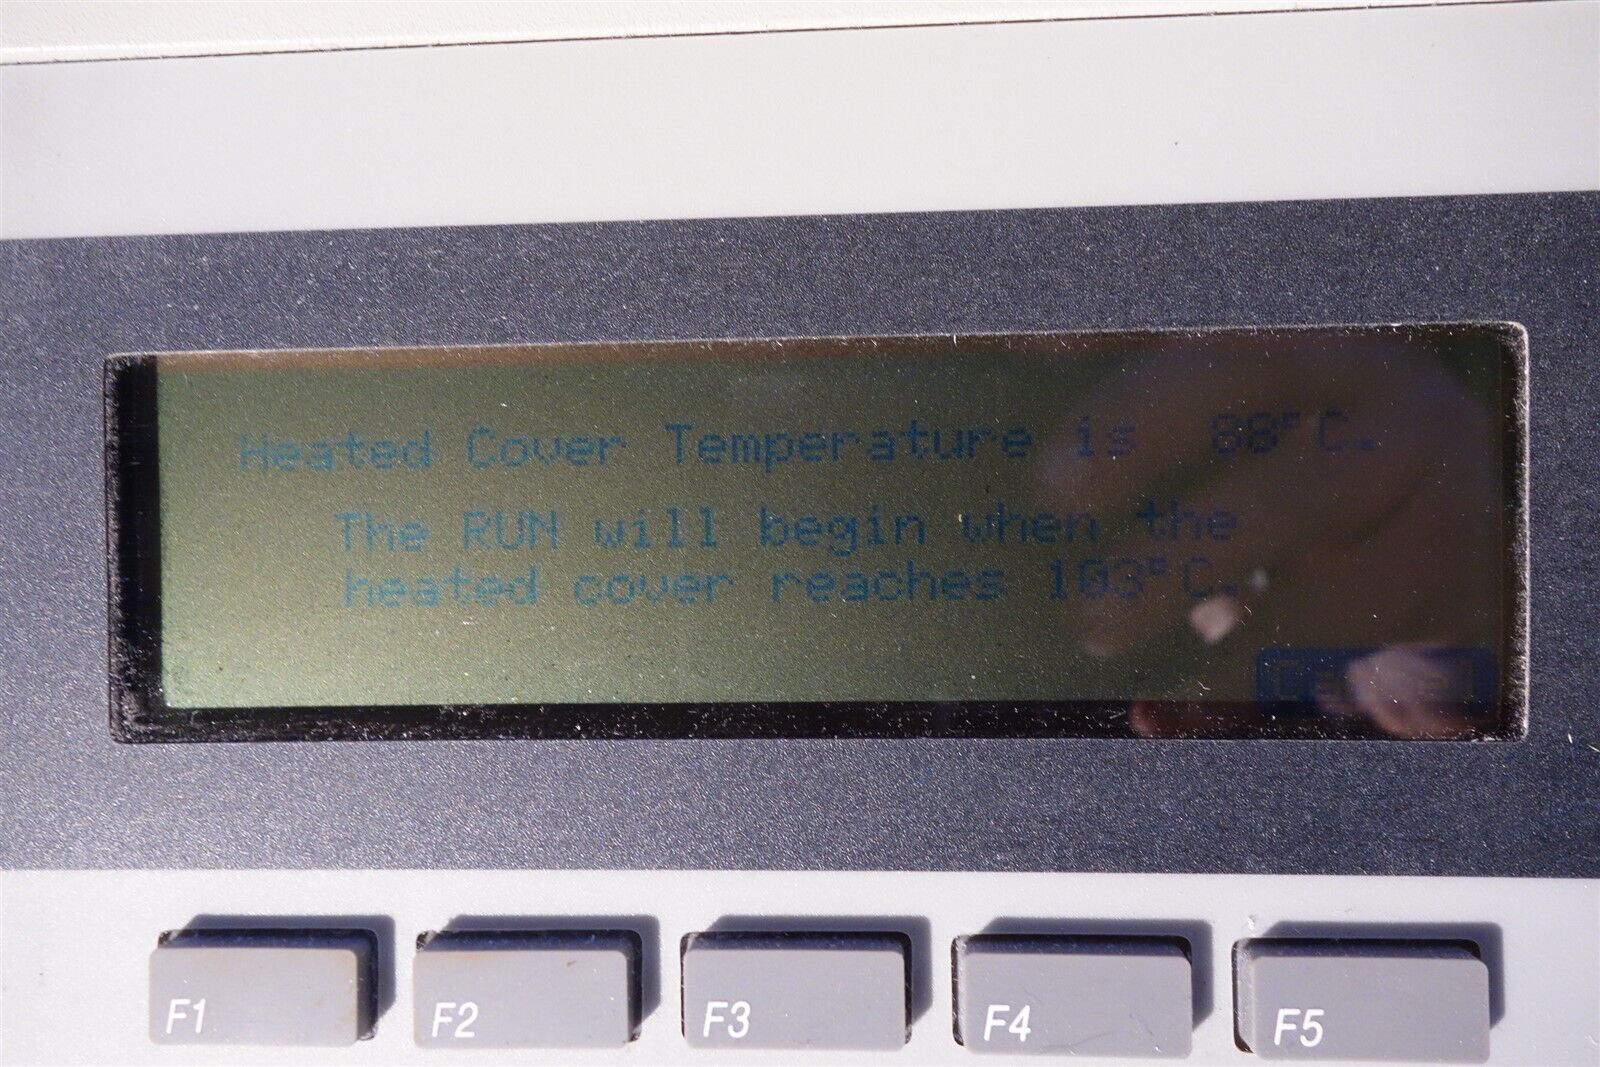 Heated Cover Temperature is 88°C.
The RUN will begin when the
heated cover reaches 103°C.
Cancel
F1 F2 F3 F4 F5